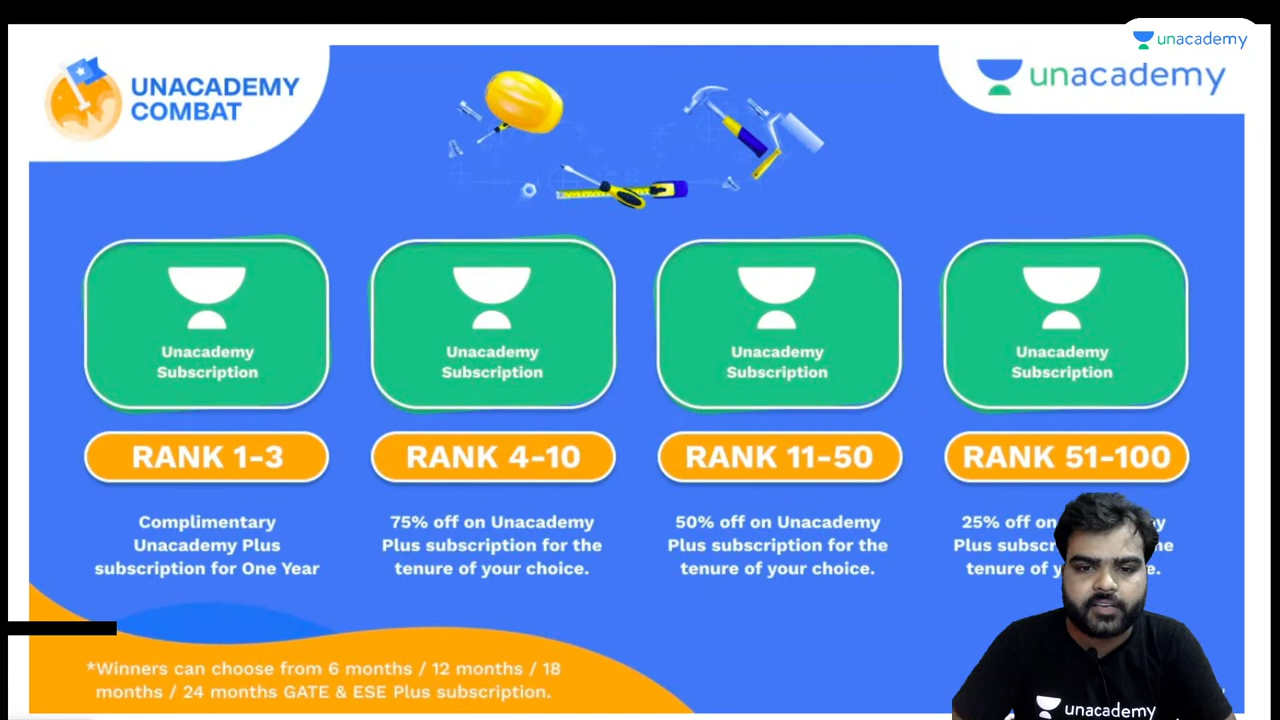 unacademy
UNACADEMY
COMBAT
unacademy
Unacademy
Subscription
Unacademy
Subscription
Unacademy
Subscription
Unacademy
Subscription
RANK 1-3
RANK 4-10
RANK 11-50
RANK 51-100
Complimentary
Unacademy Plus
subscription for One Year
75% off on Unacademy
Plus subscription for the
tenure of your choice.
50% off on Unacademy
Plus subscription for the
tenure of your choice.
25% off on
Plus
tenure of
*Winners can choose from 6 months / 12 months / 18
months / 24 months GATE & ESE Plus subscription.
unacademy